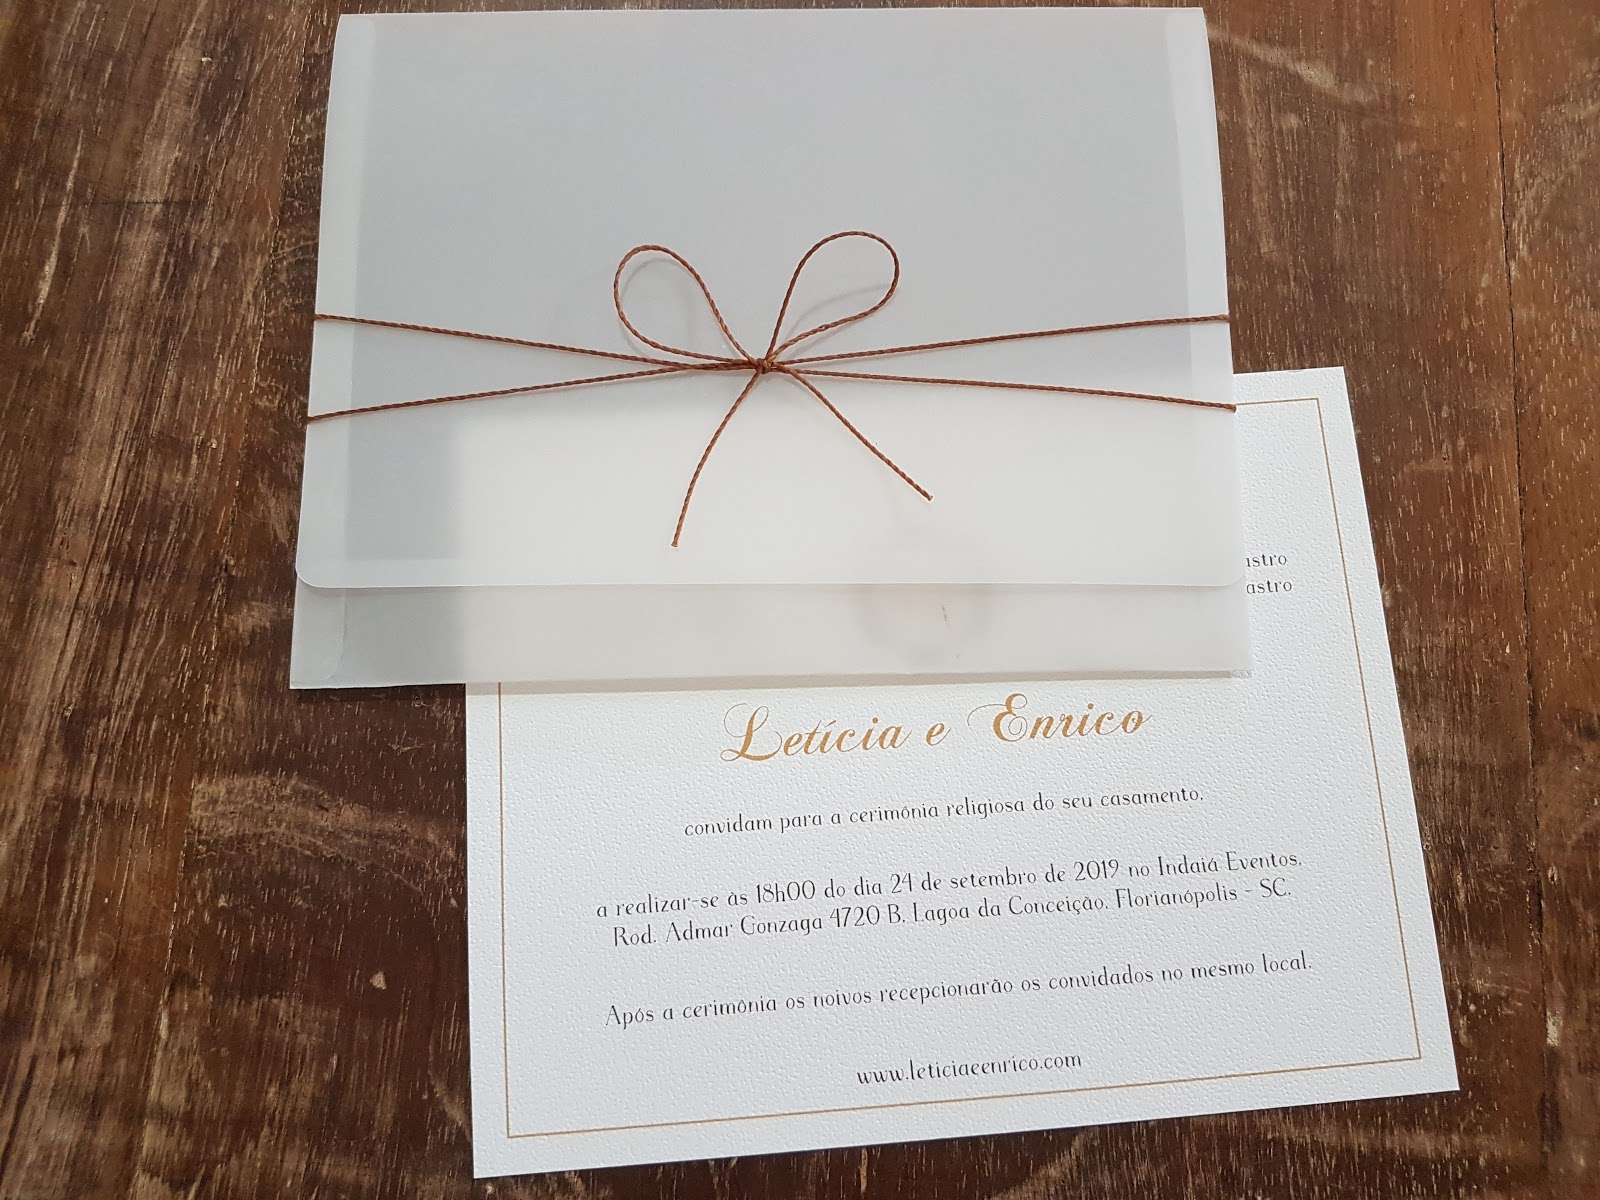 Letícia e Enrico
convidam para a cerimônia religiosa do seu casamento,
a realizar-se às 18h00 do dia 24 de setembro de 2019 no Indaiá Eventos,
Rod. Admar Gonzaga 4720 B, Lagoa da Conceição, Florianópolis - SC.
Após a cerimônia os noivos recepcionarão os convidados no mesmo local.
www.leticiaeenrico.com